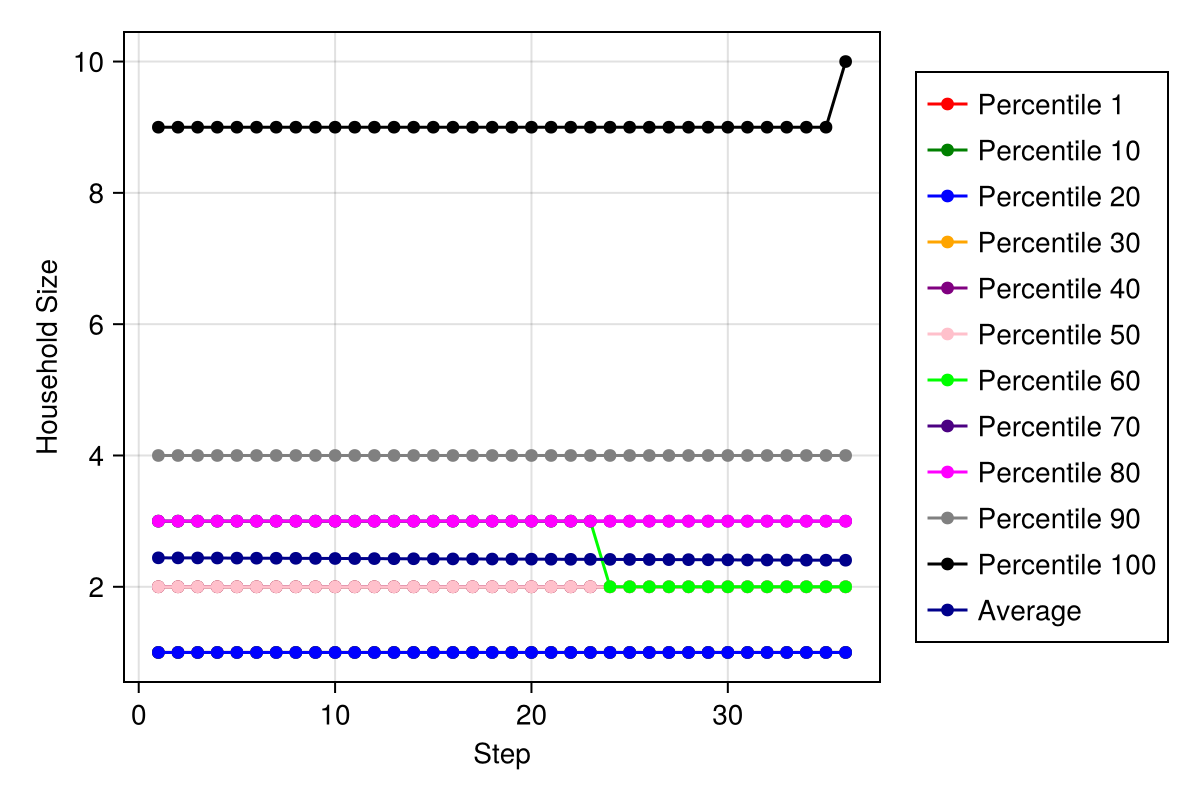 10
8
6
4
2
Household Size
0 10 20 30
Step
Percentile 1
Percentile 10
Percentile 20
Percentile 30
Percentile 40
Percentile 50
Percentile 60
Percentile 70
Percentile 80
Percentile 90
Percentile 100
Average